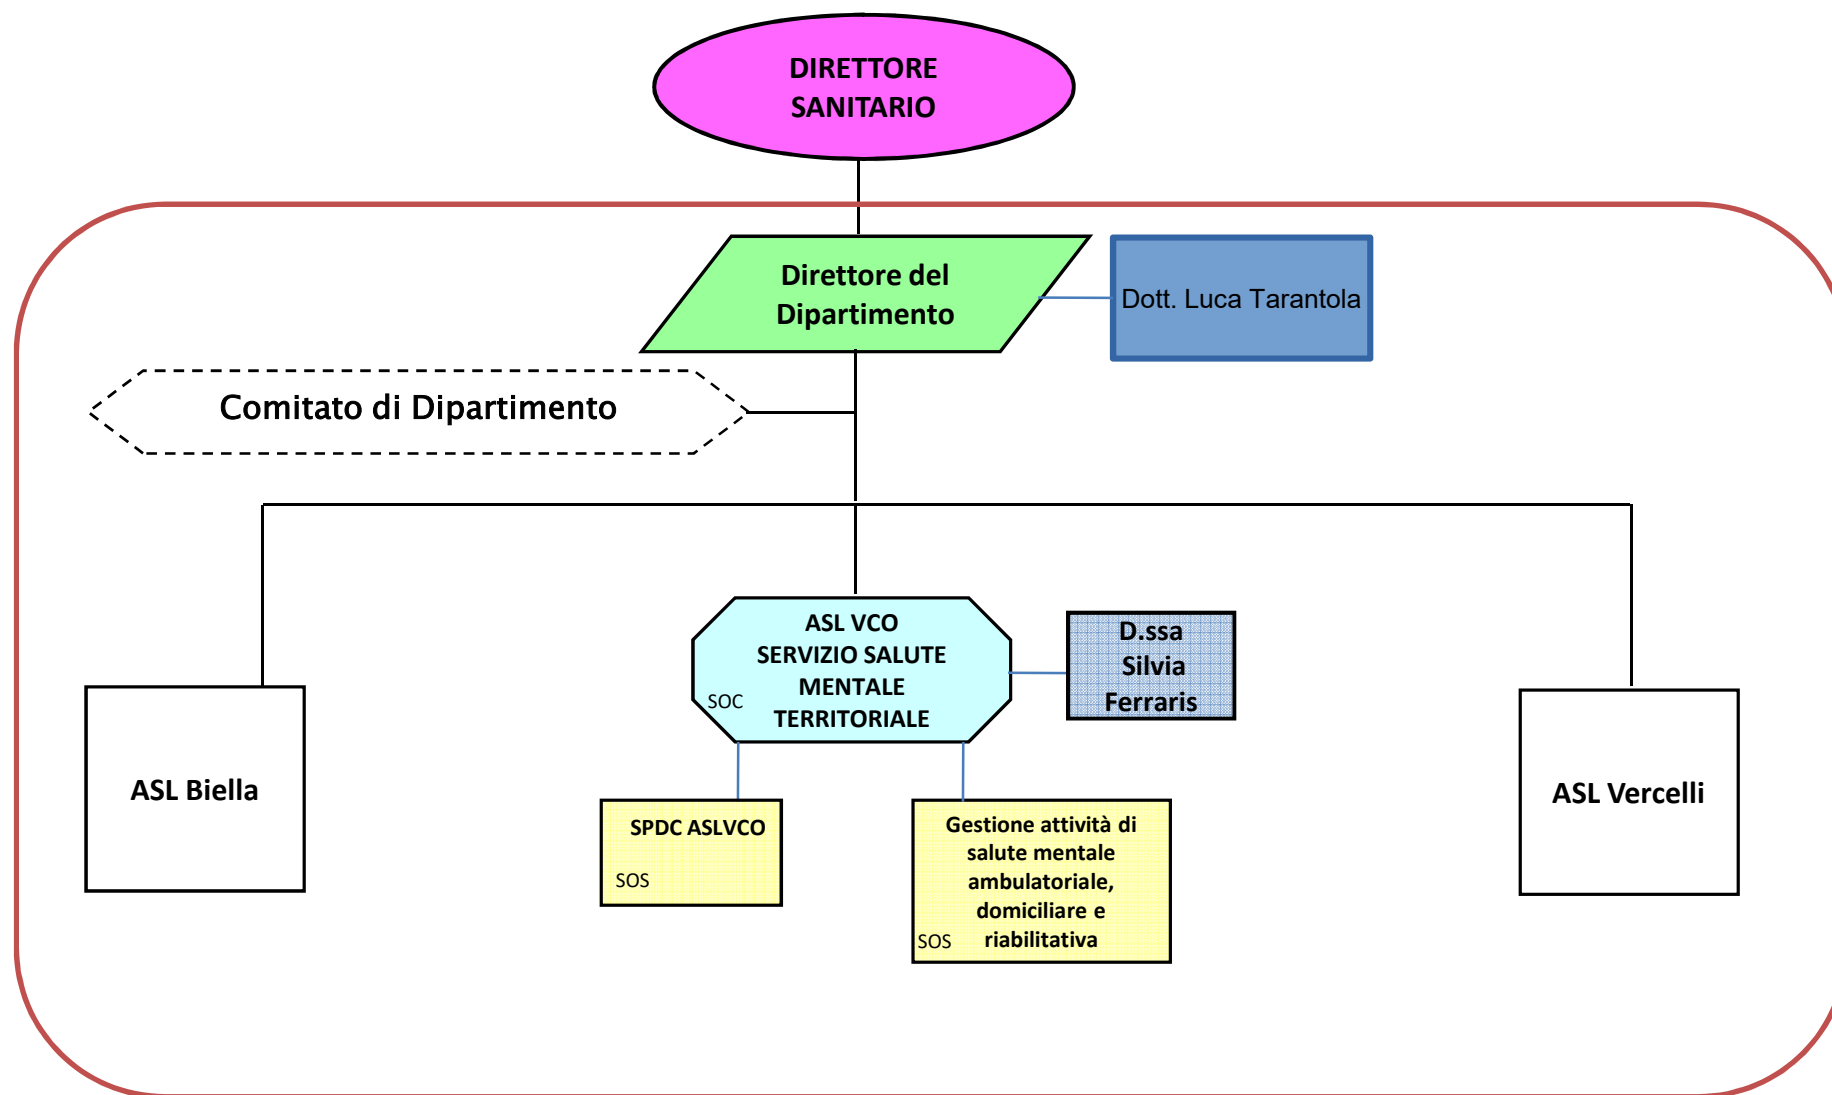 DIRETTORE
SANITARIO
Direttore del
Dipartimento
Dott. Luca Tarantola
Comitato di Dipartimento
ASL VCO
SERVIZIO SALUTE
MENTALE
TERRITORIALE
SOC
D.ssa
Silvia
Ferraris
ASL Biella
SPDC ASLVCO
SOS
Gestione attività di
salute mentale
ambulatoriale,
domiciliare e
riabilitativa
SOS
ASL Vercelli